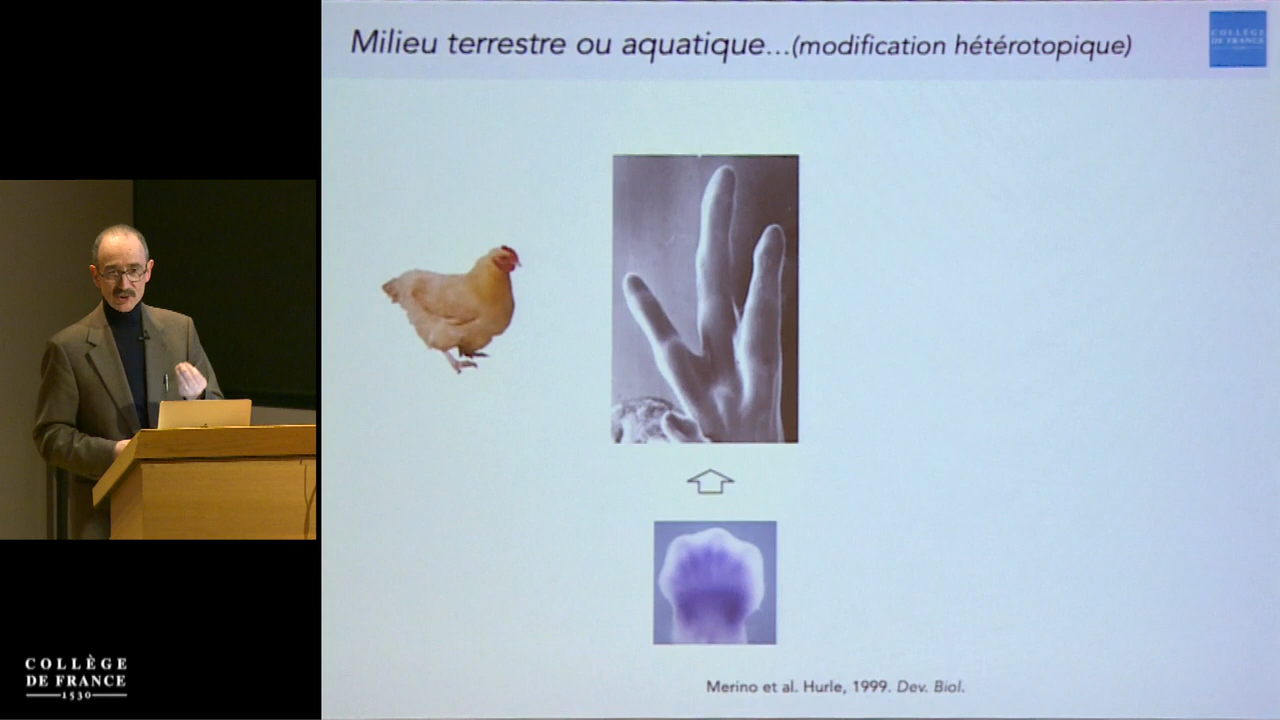 Milieu terrestre ou aquatique...(modification hétérotopique)
COLLÈGE
DE FRANCE
1530
Merino et al. Hurle, 1999. Dev. Biol.
COLLÈGE
DE FRANCE
1530